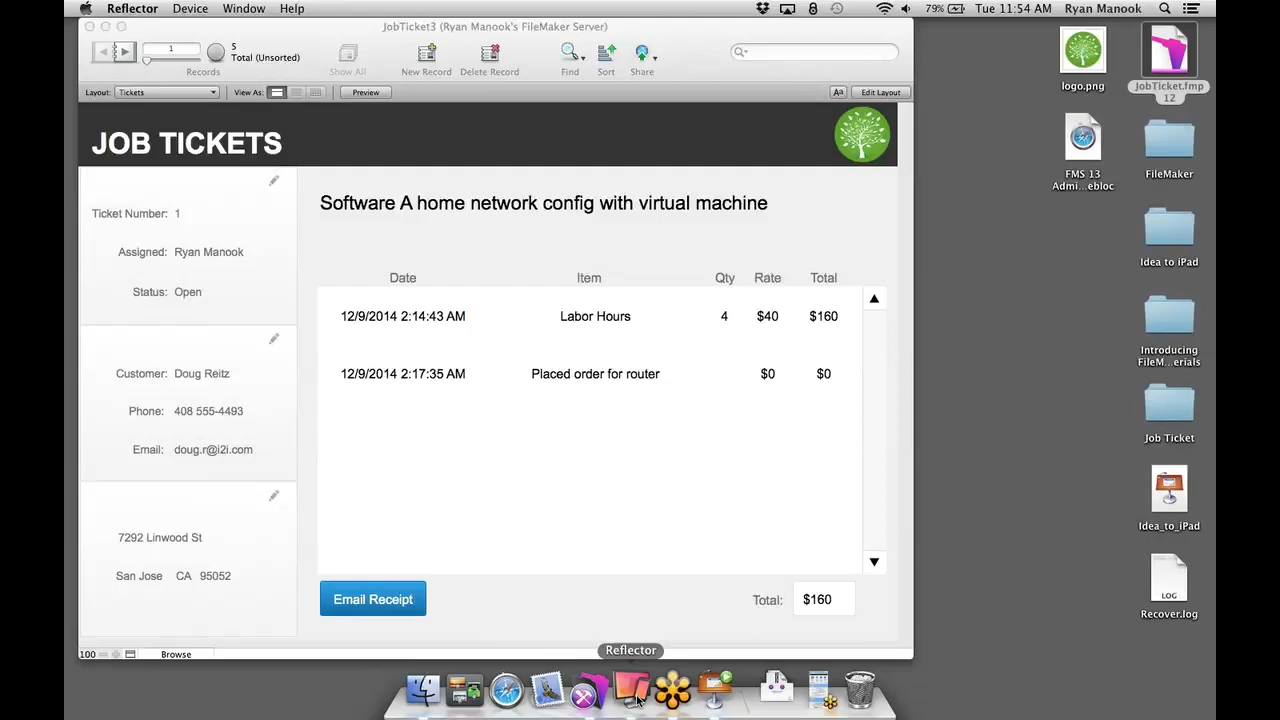 Reflector Device Window Help 79% Tue 11:54 AM Ryan Manook
JobTicket3 (Ryan Manook's FileMaker Server)
1
5
Total (Unsorted)
Records Show All New Record Delete Record Find Sort Share
Layout: Tickets View As: Preview Aa Edit Layout
JOB TICKETS
Ticket Number: 1
Assigned: Ryan Manook
Status: Open
Customer: Doug Reitz
Phone: 408 555-4493
Email: doug.r@i2i.com
7292 Linwood St
San Jose CA 95052
Software A home network config with virtual machine
Date Item Qty Rate Total
12/9/2014 2:14:43 AM Labor Hours 4 $40 $160
12/9/2014 2:17:35 AM Placed order for router $0 $0
Email Receipt Total: $160
100 Browse
Reflector
logo.png
JobTicket.fmp
12
FMS 13
Admi...ebloc
FileMaker
Idea to iPad
Introducing
FileM...erials
Job Ticket
Idea_to_iPad
LOG
Recover.log